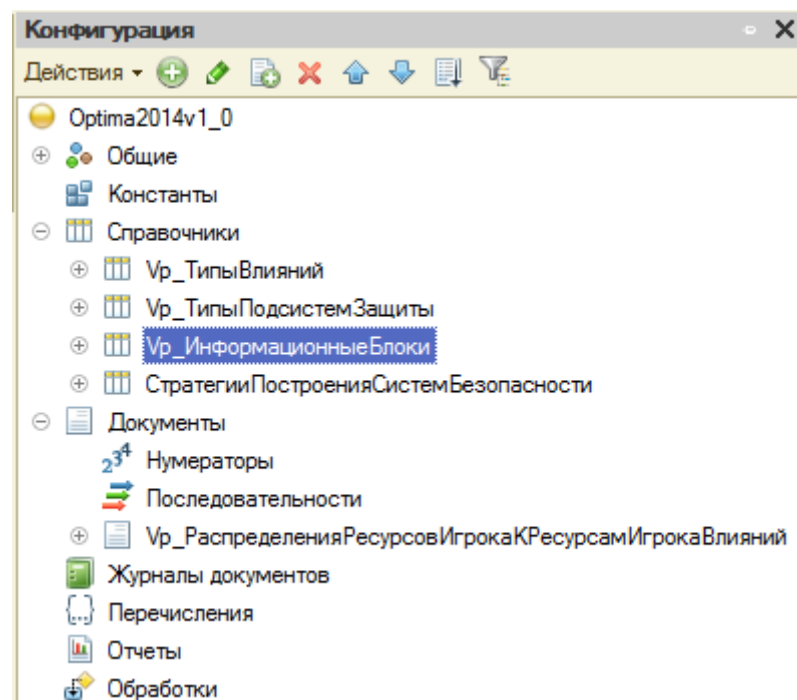 Конфигурация
Действия
Optima2014v1_0
Общие
Константы
Справочники
Vp_ТипыВлияний
Vp_ТипыПодсистемЗащиты
Vp_ИнформационныеБлоки
СтратегииПостроенияСистемБезопасности
Документы
Нумераторы
Последовательности
Vp_РаспределенияРесурсовИгрокаКРесурсамИгрокаВлияний
Журналы документов
Перечисления
Отчеты
Обработки